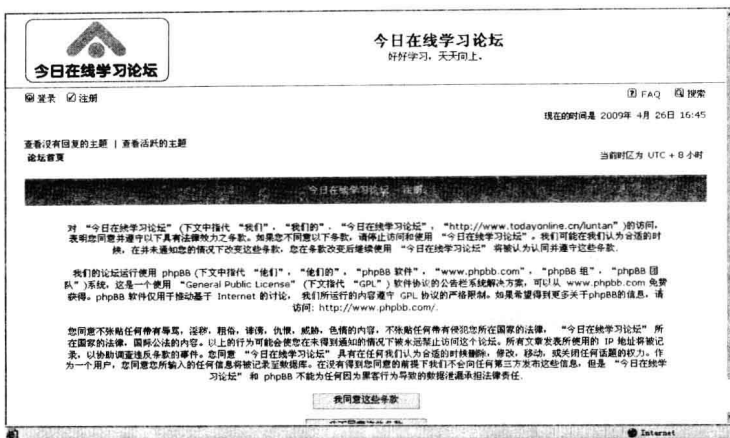 今日在线学习论坛
今日在线学习论坛
好好学习，天天向上。
登录 注册
FAQ 搜索
现在的时间是 2009年 4月 26日 16:45
查看没有回复的主题 | 查看活跃的主题
论坛首页
当前时区为 UTC + 8 小时
今日在线学习论坛 - 注册
对 “今日在线学习论坛” (下文中指代 “我们”, “我们的”, “今日在线学习论坛”, “http://www.todayonline.cn/luntan”)的访问,
表明您同意并遵守以下具有法律效力之条款。如果您不同意以下条款, 请停止访问和使用 “今日在线学习论坛”。我们可能在我们认为合适的时
候, 在并未通知您的情况下改变这些条款, 您在条款改变后继续使用 “今日在线学习论坛” 将被认为认同并遵守这些条款.
我们的论坛运行使用 phpBB (下文中指代 “他们”, “他们的”, “phpBB 软件”, “www.phpbb.com”, “phpBB 组”, “phpBB 团
队”)系统, 这是一个使用 “General Public License” (下文指代 “GPL”) 软件协议的公告栏系统解决方案, 可以从 www.phpbb.com 免费
获得。phpBB 软件仅用于推动基于 Internet 的讨论, 我们所运行的内容遵守 GPL 协议的严格限制。如果希望得到更多关于phpBB的信息, 请
访问: http://www.phpbb.com/.
您同意不张贴任何带有辱骂, 淫秽, 粗俗, 诽谤, 仇恨, 威胁, 色情的内容, 不张贴任何带有侵犯您所在国家的法律, “今日在线学习论坛” 所
在国家的法律, 国际公法的内容。以上的行为可能会使您在未得到通知的情况下被永远禁止访问这个论坛。所有文章发表所使用的 IP 地址将被记
录, 以协助调查违反条款的事件。您同意 “今日在线学习论坛” 具有在任何我们认为合适的时候删除, 修改, 移动, 或关闭任何话题的权力。作
为一个用户, 您同意您所输入的任何信息将被记录至数据库。在没有得到您同意的前提下我们不会向任何第三方发布这些信息, 但是 “今日在线学
习论坛” 和 phpBB 不能为任何因为黑客行为导致的数据泄漏承担法律责任.
我同意这些条款
Internet